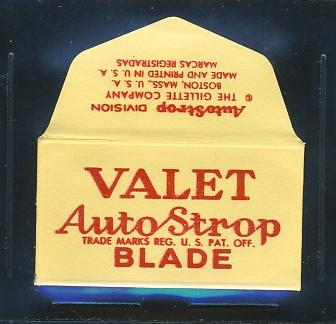 AutoStrop DIVISION
© THE GILLETTE COMPANY
BOSTON, MASS., U. S. A.
MADE AND PRINTED IN U. S. A.
MARCAS REGISTRADAS
VALET
AutoStrop
TRADE MARKS REG. U. S. PAT. OFF.
BLADE